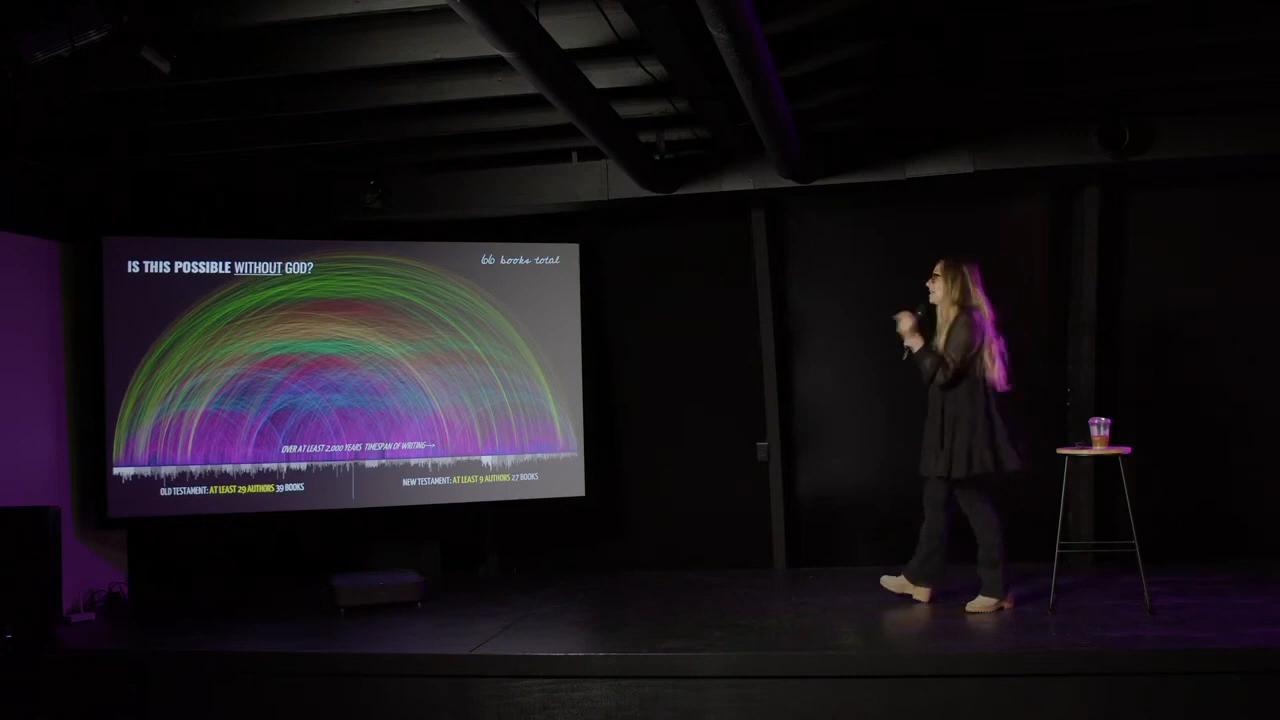 IS THIS POSSIBLE WITHOUT GOD?
66 books total
OVER AT LEAST 2,000 YEARS TIMESPAN OF WRITING
OLD TESTAMENT: AT LEAST 29 AUTHORS 39 BOOKS
NEW TESTAMENT: AT LEAST 9 AUTHORS 27 BOOKS